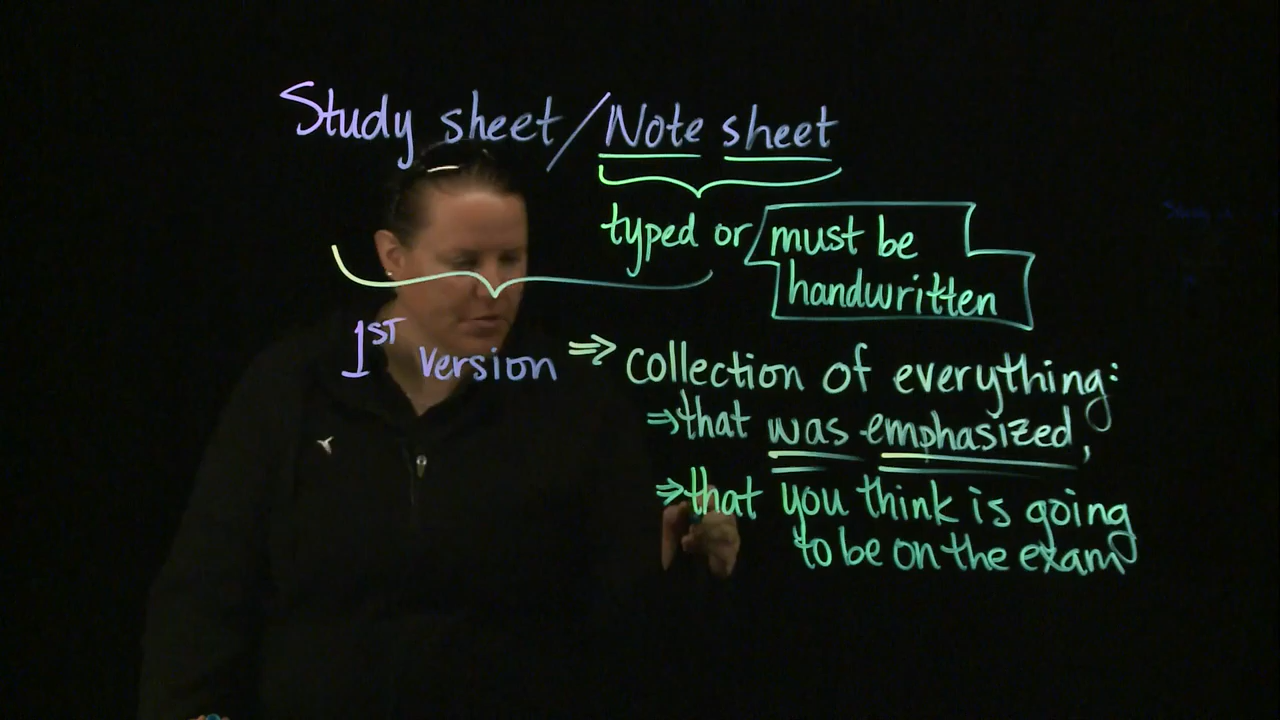 Study sheet/Note sheet
typed or must be
handwritten
1ST version ⇒ collection of everything:
⇒that was emphasized,
⇒that you think is going
to be on the exam